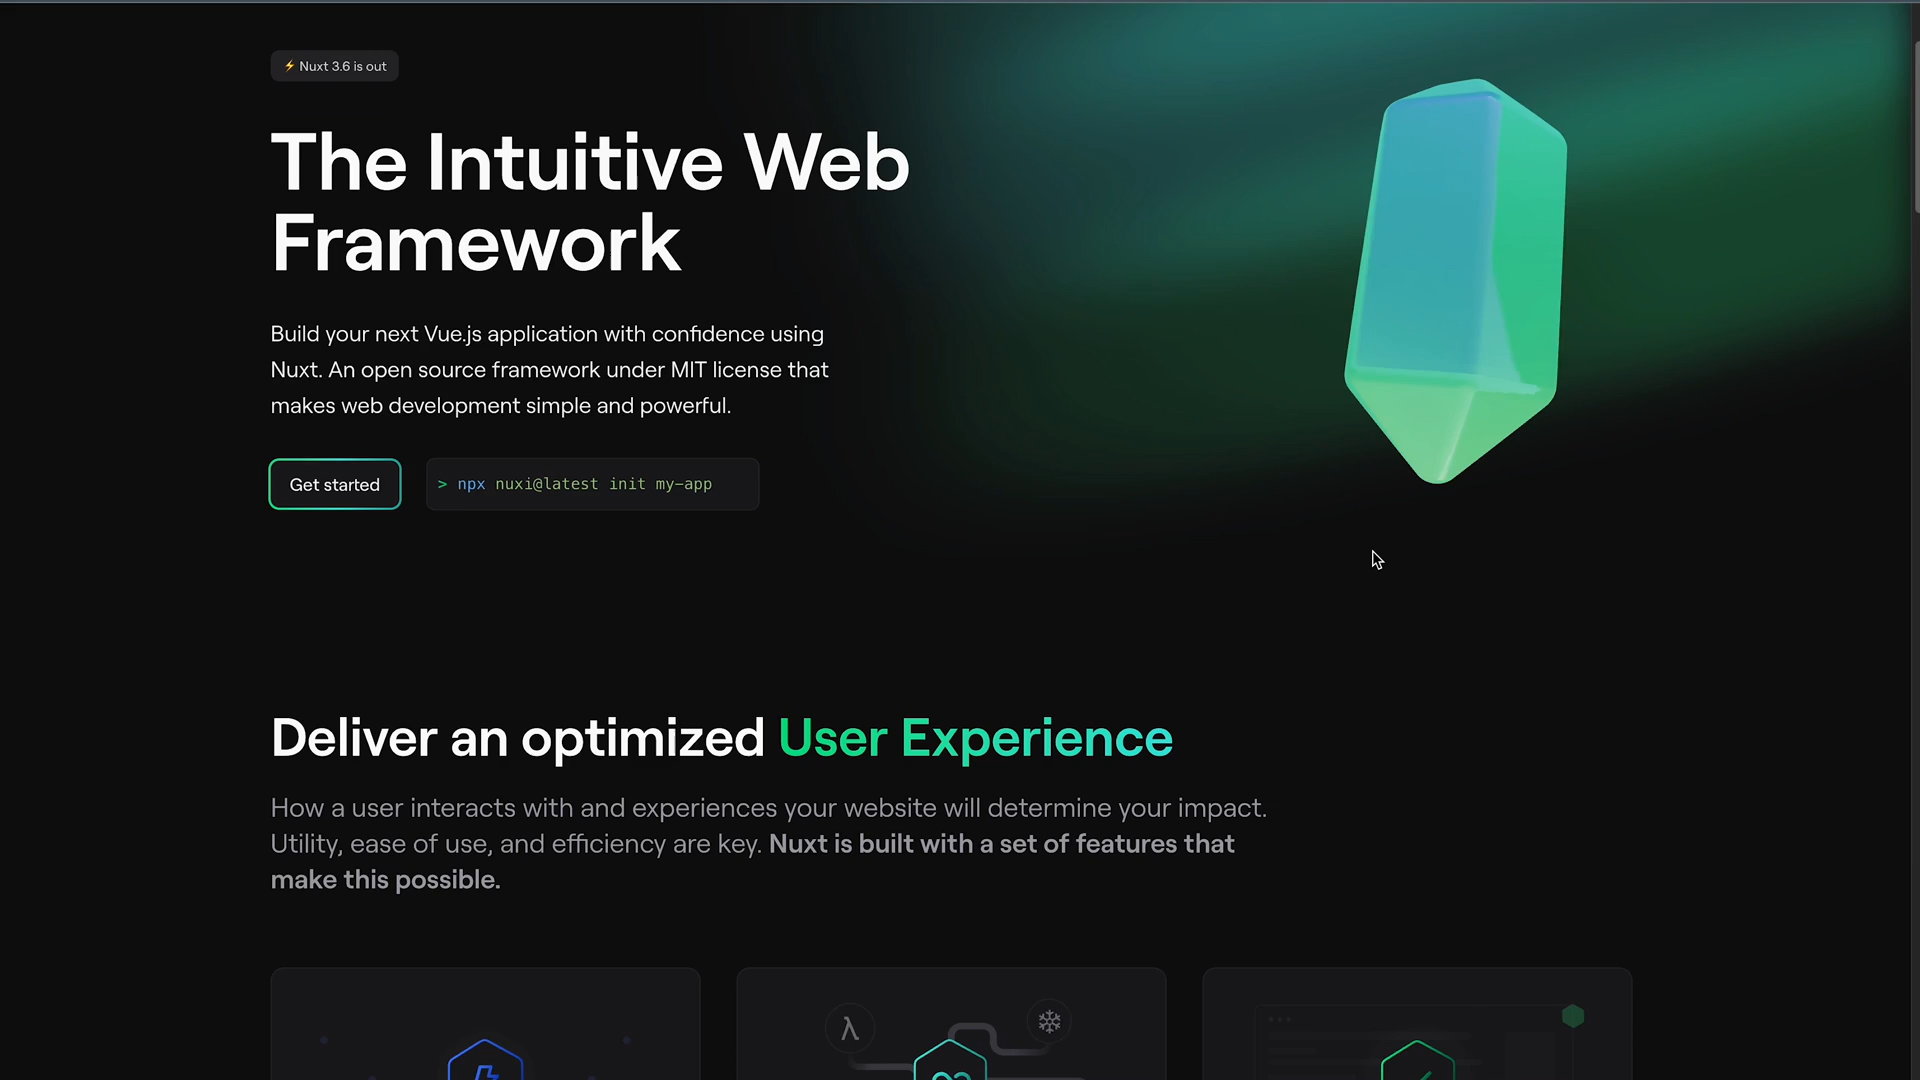 ⚡ Nuxt 3.6 is out
The Intuitive Web
Framework
Build your next Vue.js application with confidence using
Nuxt. An open source framework under MIT license that
makes web development simple and powerful.
Get started
> npx nuxi@latest init my-app
Deliver an optimized User Experience
How a user interacts with and experiences your website will determine your impact.
Utility, ease of use, and efficiency are key. Nuxt is built with a set of features that
make this possible.
λ